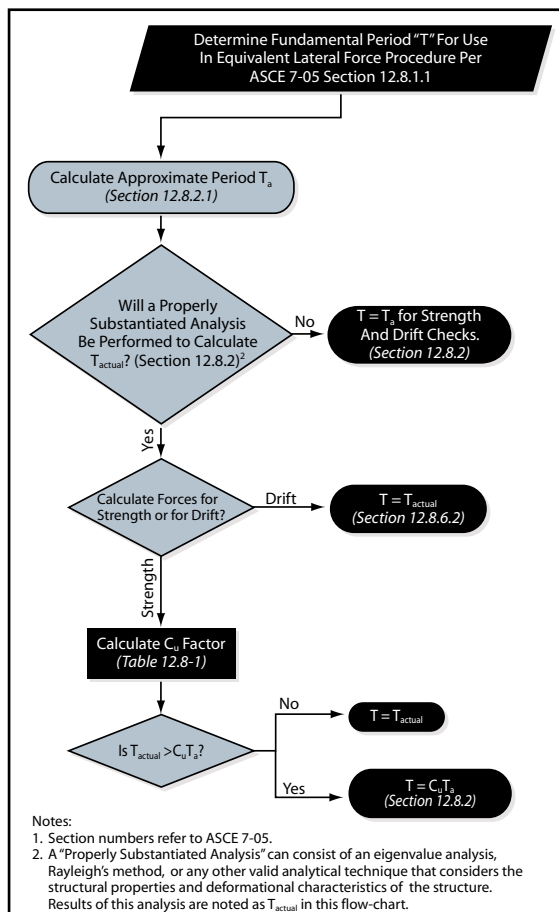 Determine Fundamental Period "T" For Use
In Equivalent Lateral Force Procedure Per
ASCE 7-05 Section 12.8.1.1
Calculate Approximate Period Ta
(Section 12.8.2.1)
Will a Properly
Substantiated Analysis
Be Performed to Calculate
Tactual? (Section 12.8.2)2
No
T = Ta for Strength
And Drift Checks.
(Section 12.8.2)
Yes
Calculate Forces for
Strength or for Drift?
Drift
T = Tactual
(Section 12.8.6.2)
Strength
Calculate Cu Factor
(Table 12.8-1)
Is Tactual >CuTa?
No
T = Tactual
Yes
T = CuTa
(Section 12.8.2)
Notes:
1. Section numbers refer to ASCE 7-05.
2. A "Properly Substantiated Analysis" can consist of an eigenvalue analysis,
Rayleigh's method, or any other valid analytical technique that considers the
structural properties and deformational characteristics of the structure.
Results of this analysis are noted as Tactual in this flow-chart.